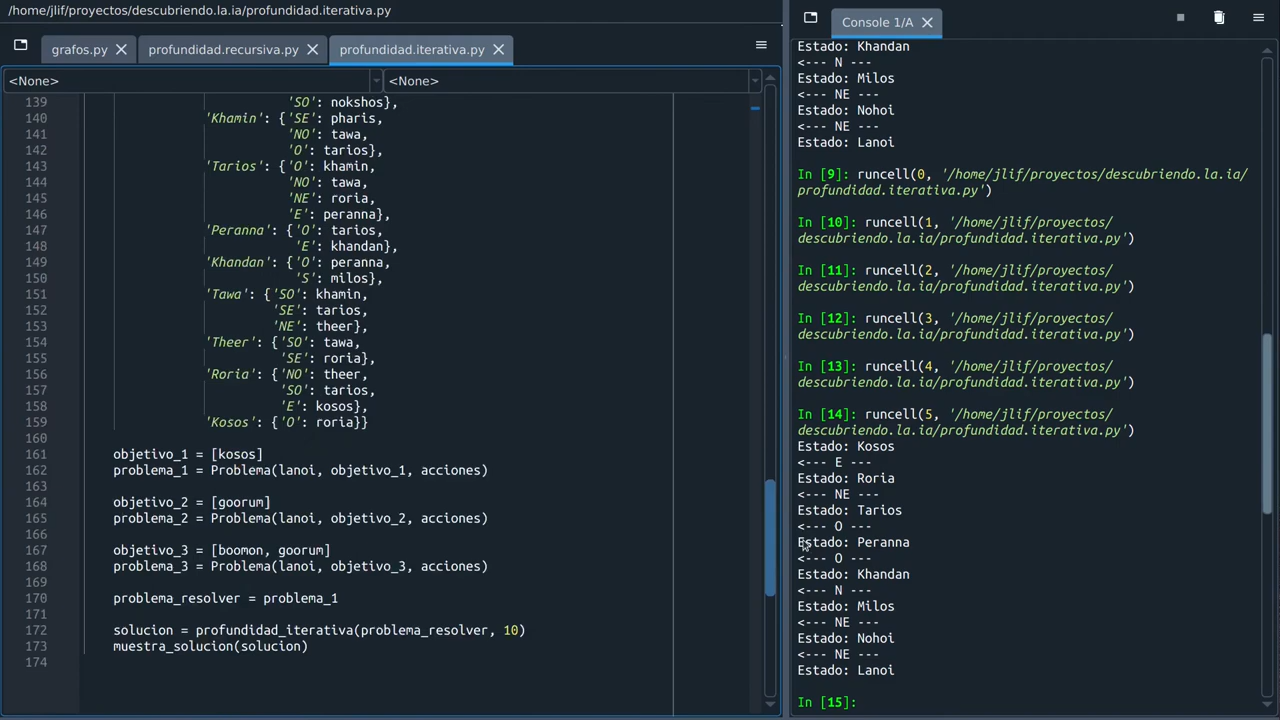 /home/jlif/proyectos/descubriendo.la.ia/profundidad.iterativa.py
grafos.py
profundidad.recursiva.py
profundidad.iterativa.py
<None>
<None>
139 'SO': nokshos},
140 'Khamin': {'SE': pharis,
141 'NO': tawa,
142 'O': tarios},
143 'Tarios': {'O': khamin,
144 'NO': tawa,
145 'NE': roria,
146 'E': peranna},
147 'Peranna': {'O': tarios,
148 'E': khandan},
149 'Khandan': {'O': peranna,
150 'S': milos},
151 'Tawa': {'SO': khamin,
152 'SE': tarios,
153 'NE': theer},
154 'Theer': {'SO': tawa,
155 'SE': roria},
156 'Roria': {'NO': theer,
157 'SO': tarios,
158 'E': kosos},
159 'Kosos': {'O': roria}}
160
161 objetivo_1 = [kosos]
162 problema_1 = Problema(lanoi, objetivo_1, acciones)
163
164 objetivo_2 = [goorum]
165 problema_2 = Problema(lanoi, objetivo_2, acciones)
166
167 objetivo_3 = [boomon, goorum]
168 problema_3 = Problema(lanoi, objetivo_3, acciones)
169
170 problema_resolver = problema_1
171
172 solucion = profundidad_iterativa(problema_resolver, 10)
173 muestra_solucion(solucion)
174
Console 1/A
Estado: Khandan
<--- N ---
Estado: Milos
<--- NE ---
Estado: Nohoi
<--- NE ---
Estado: Lanoi
In [9]: runcell(0, '/home/jlif/proyectos/descubriendo.la.ia/
profundidad.iterativa.py')
In [10]: runcell(1, '/home/jlif/proyectos/
descubriendo.la.ia/profundidad.iterativa.py')
In [11]: runcell(2, '/home/jlif/proyectos/
descubriendo.la.ia/profundidad.iterativa.py')
In [12]: runcell(3, '/home/jlif/proyectos/
descubriendo.la.ia/profundidad.iterativa.py')
In [13]: runcell(4, '/home/jlif/proyectos/
descubriendo.la.ia/profundidad.iterativa.py')
In [14]: runcell(5, '/home/jlif/proyectos/
descubriendo.la.ia/profundidad.iterativa.py')
Estado: Kosos
<--- E ---
Estado: Roria
<--- NE ---
Estado: Tarios
<--- O ---
Estado: Peranna
<--- O ---
Estado: Khandan
<--- N ---
Estado: Milos
<--- NE ---
Estado: Nohoi
<--- NE ---
Estado: Lanoi
In [15]: